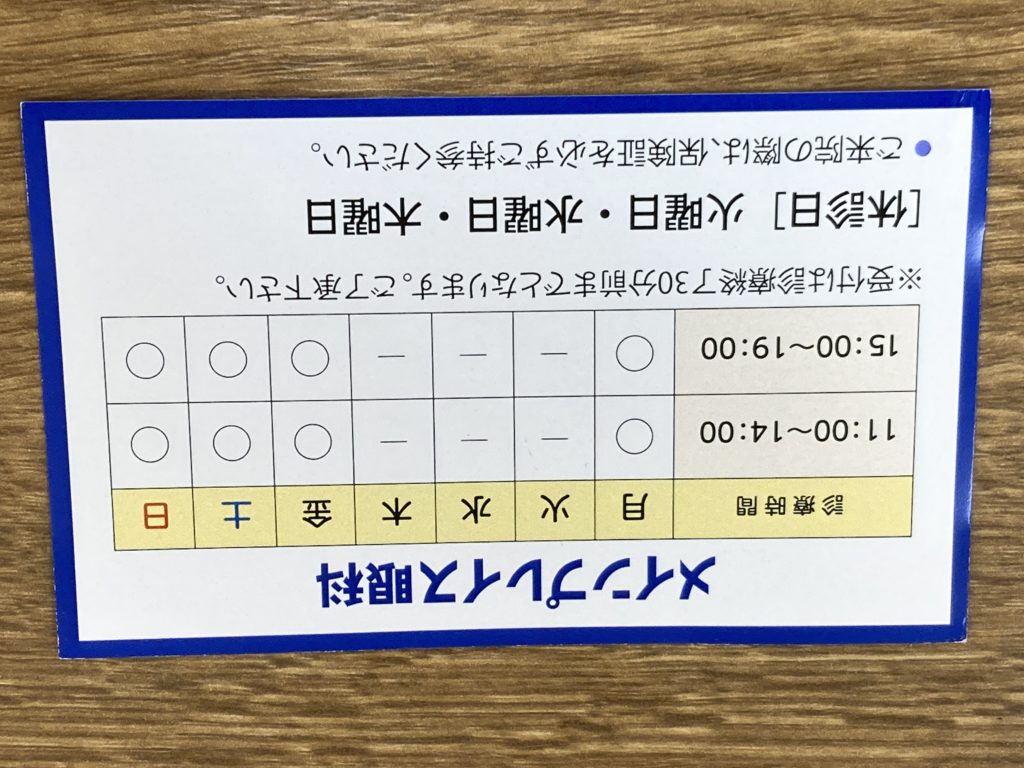 メインプレイス眼科
診療時間 月 火 水 木 金 土 日
11:00〜14:00 ○ ― ― ― ○ ○ ○
15:00〜19:00 ○ ― ― ― ○ ○ ○
※受付は診療終了30分前までとなります。ご了承下さい。
[休診日] 火曜日・水曜日・木曜日
● ご来院の際は、保険証を必ずご持参ください。